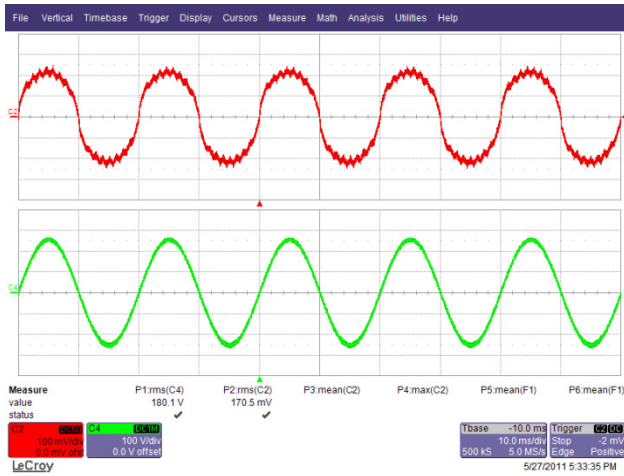 File Vertical Timebase Trigger Display Cursors Measure Math Analysis Utilities Help
C2
C4
Measure P1:rms(C4) P2:rms(C2) P3:mean(C2) P4:max(C2) P5:mean(F1) P6:mean(F1)
value 180.1 V 170.5 mV
status ✓ ✓
C2 C4 DC1M Tbase -10.0 ms Trigger C2 DC
100 mV/div 100 V/div 10.0 ms/div Stop -2 mV
0.0 mV ofst 0.0 V offset 500 kS 5.0 MS/s Edge Positive
LeCroy 5/27/2011 5:33:35 PM